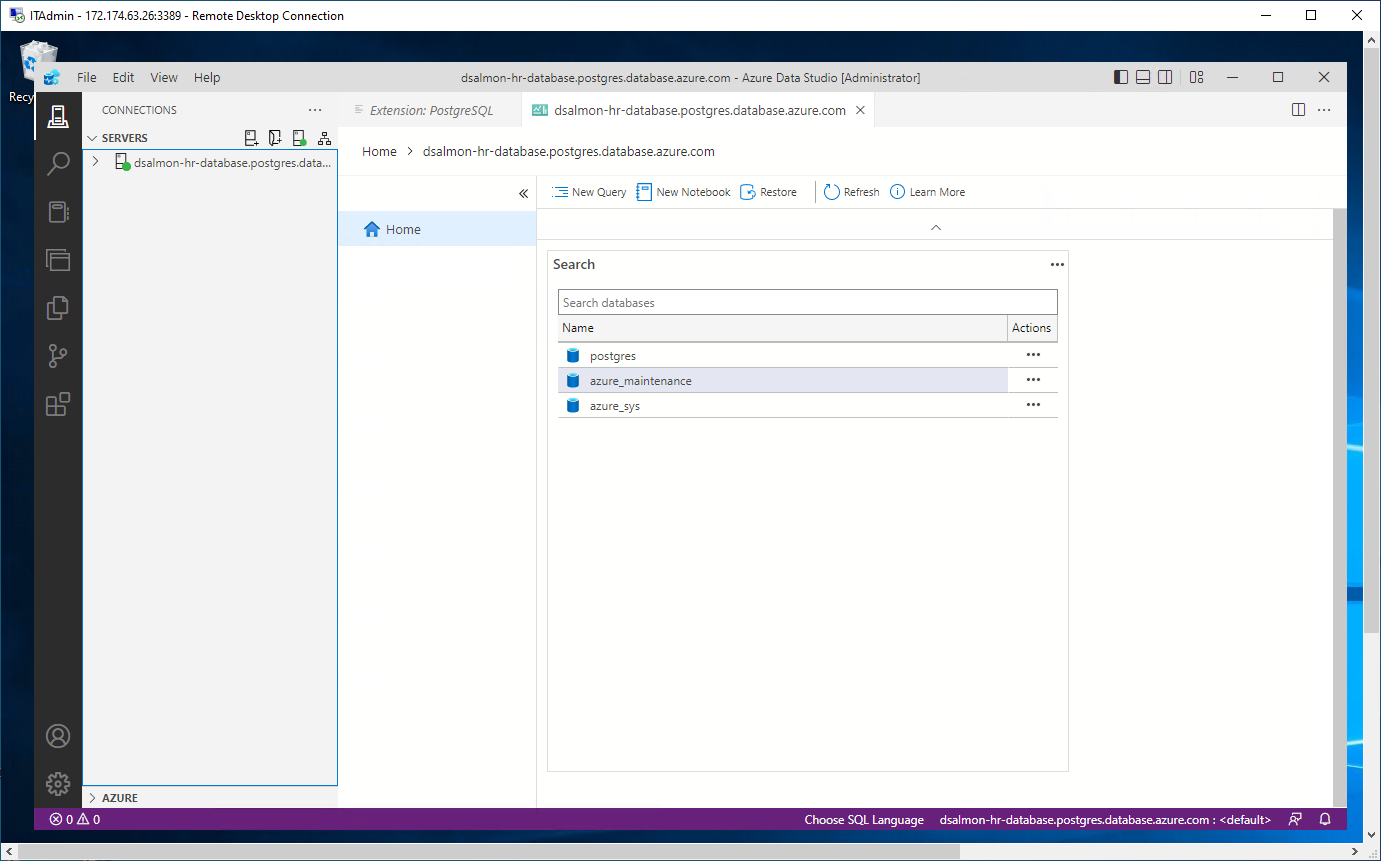 ITAdmin - 172.174.63.26:3389 - Remote Desktop Connection
File Edit View Help
dsalmon-hr-database.postgres.database.azure.com - Azure Data Studio [Administrator]
Recy
CONNECTIONS
Extension: PostgreSQL
dsalmon-hr-database.postgres.database.azure.com
SERVERS
dsalmon-hr-database.postgres.data...
Home > dsalmon-hr-database.postgres.database.azure.com
New Query New Notebook Restore Refresh Learn More
Home
Search
Search databases
Name Actions
postgres
azure_maintenance
azure_sys
AZURE
0 0
Choose SQL Language dsalmon-hr-database.postgres.database.azure.com : <default>